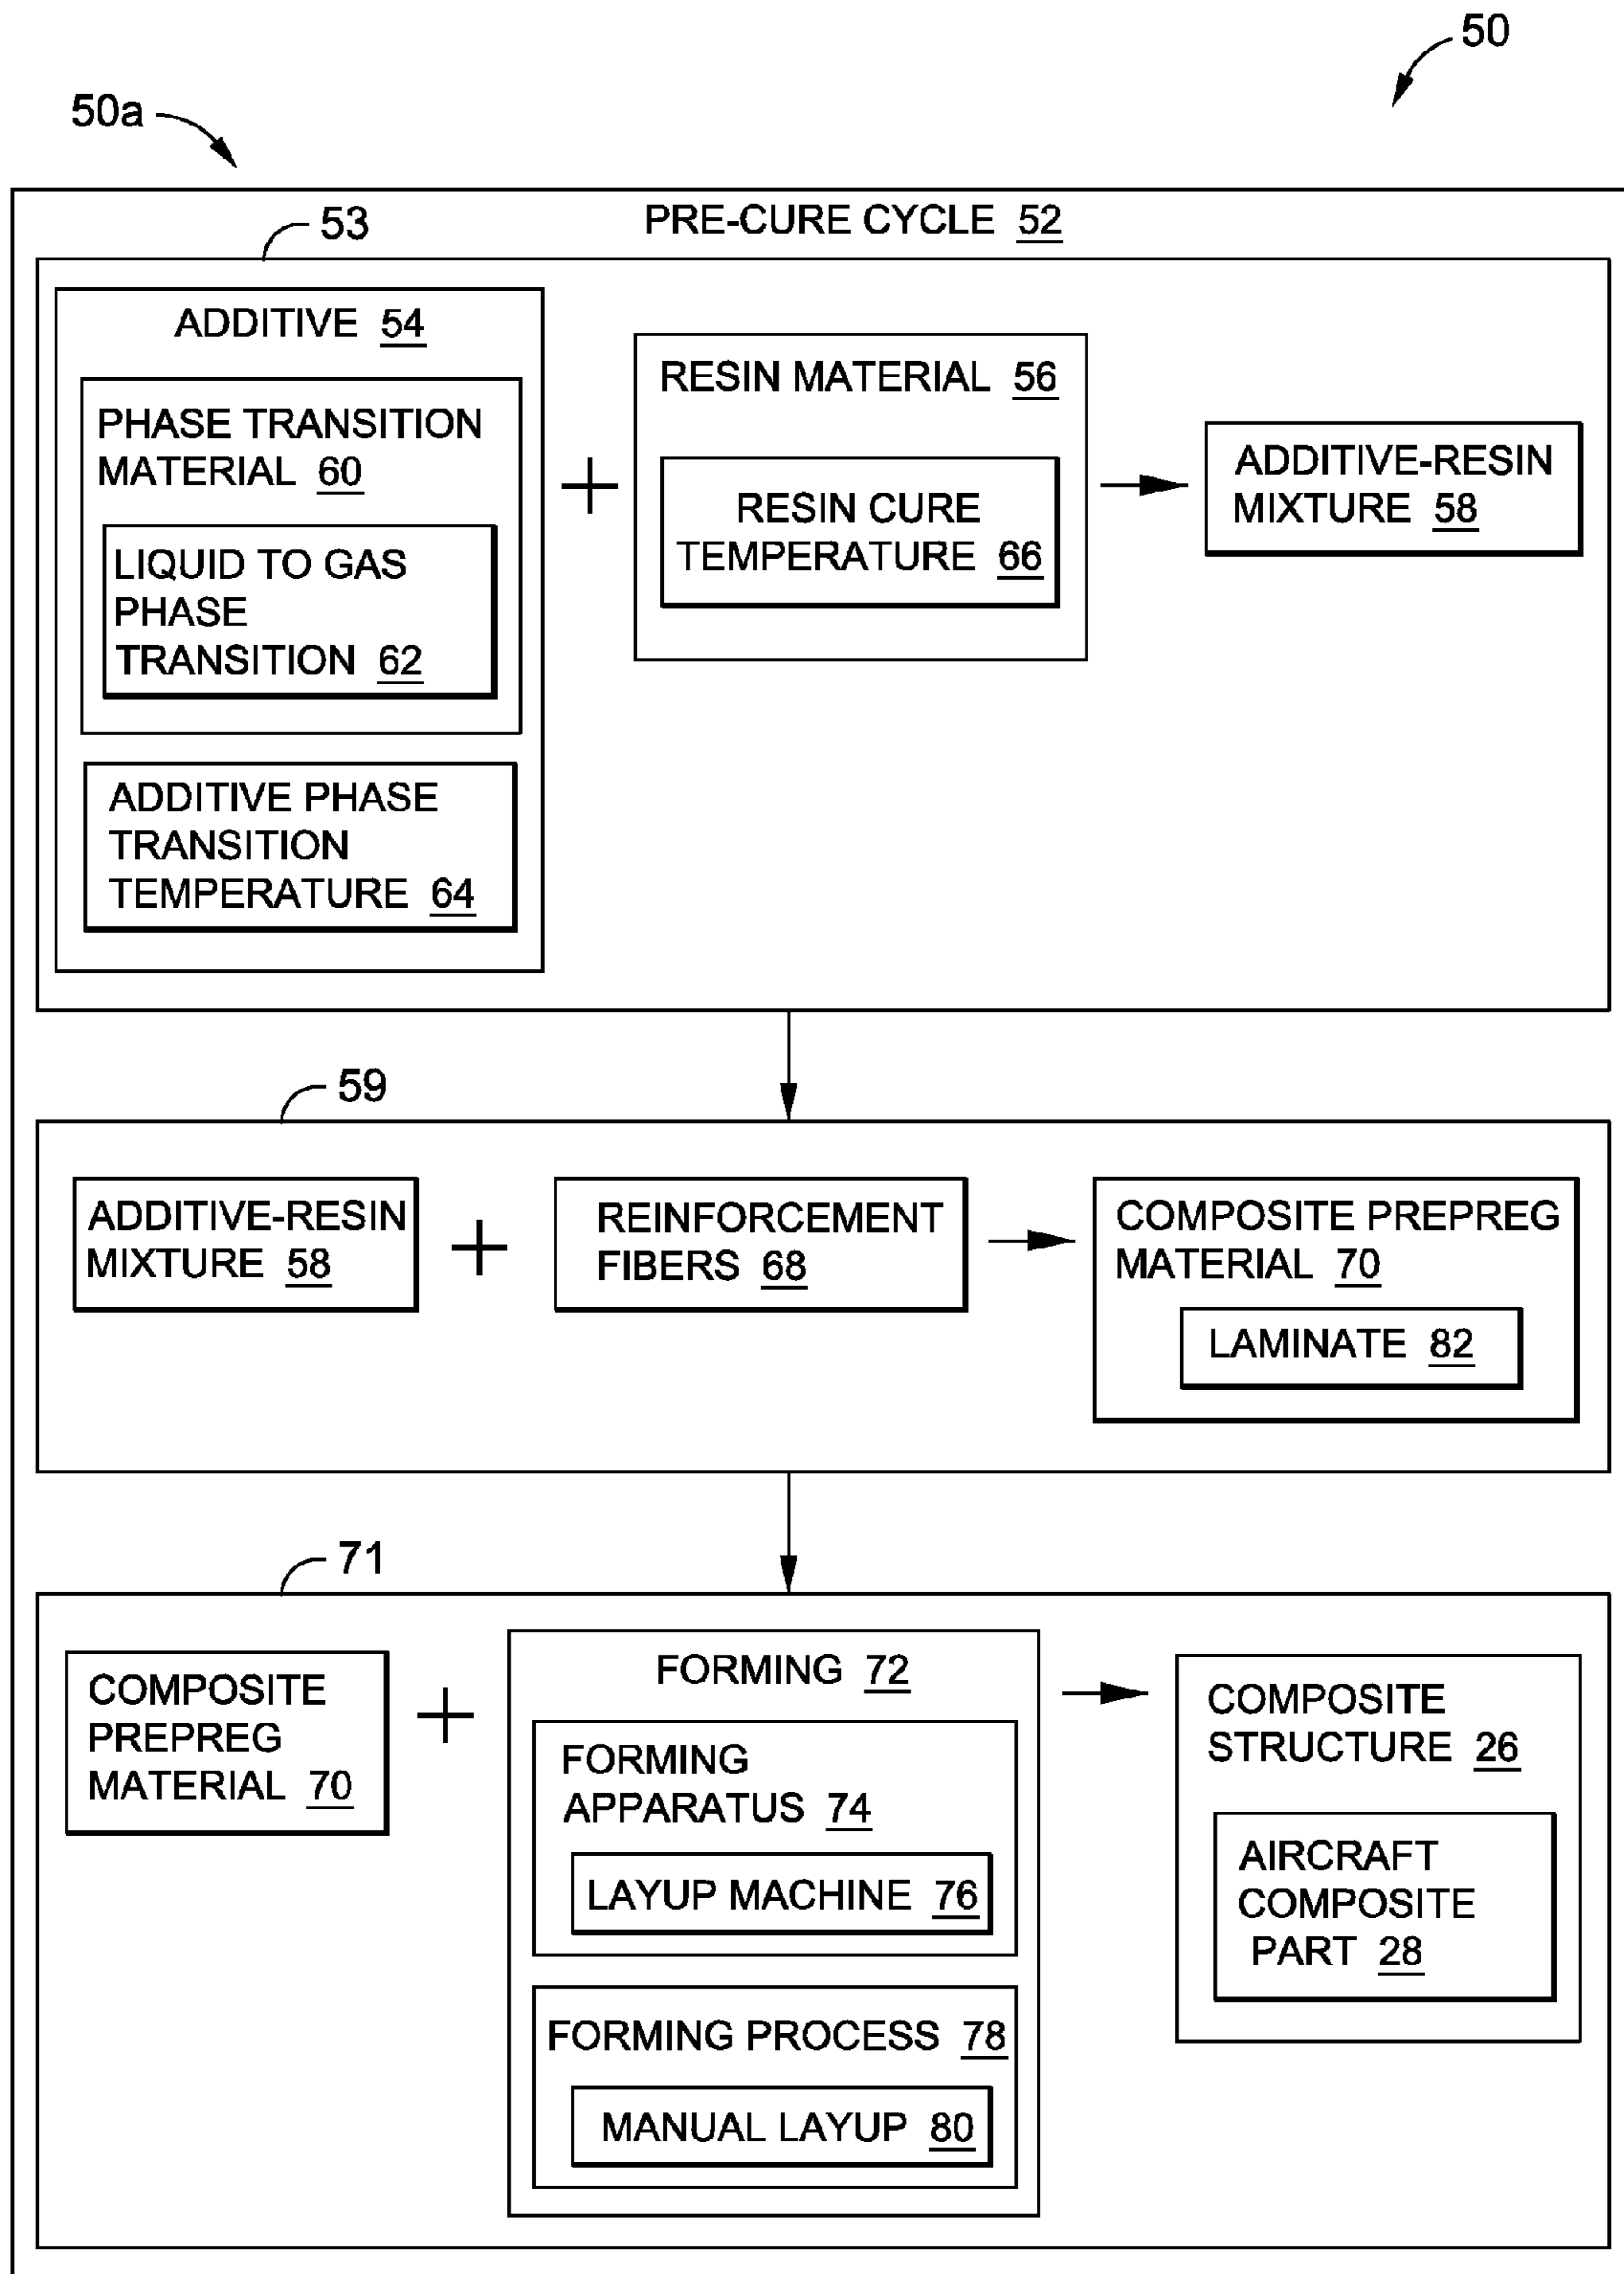 50
50a
PRE-CURE CYCLE 52
53
ADDITIVE 54
PHASE TRANSITION
MATERIAL 60
LIQUID TO GAS
PHASE
TRANSITION 62
ADDITIVE PHASE
TRANSITION
TEMPERATURE 64
+
RESIN MATERIAL 56
RESIN CURE
TEMPERATURE 66
ADDITIVE-RESIN
MIXTURE 58
59
ADDITIVE-RESIN
MIXTURE 58
+
REINFORCEMENT
FIBERS 68
COMPOSITE PREPREG
MATERIAL 70
LAMINATE 82
71
COMPOSITE
PREPREG
MATERIAL 70
+
FORMING 72
FORMING
APPARATUS 74
LAYUP MACHINE 76
FORMING PROCESS 78
MANUAL LAYUP 80
COMPOSITE
STRUCTURE 26
AIRCRAFT
COMPOSITE
PART 28